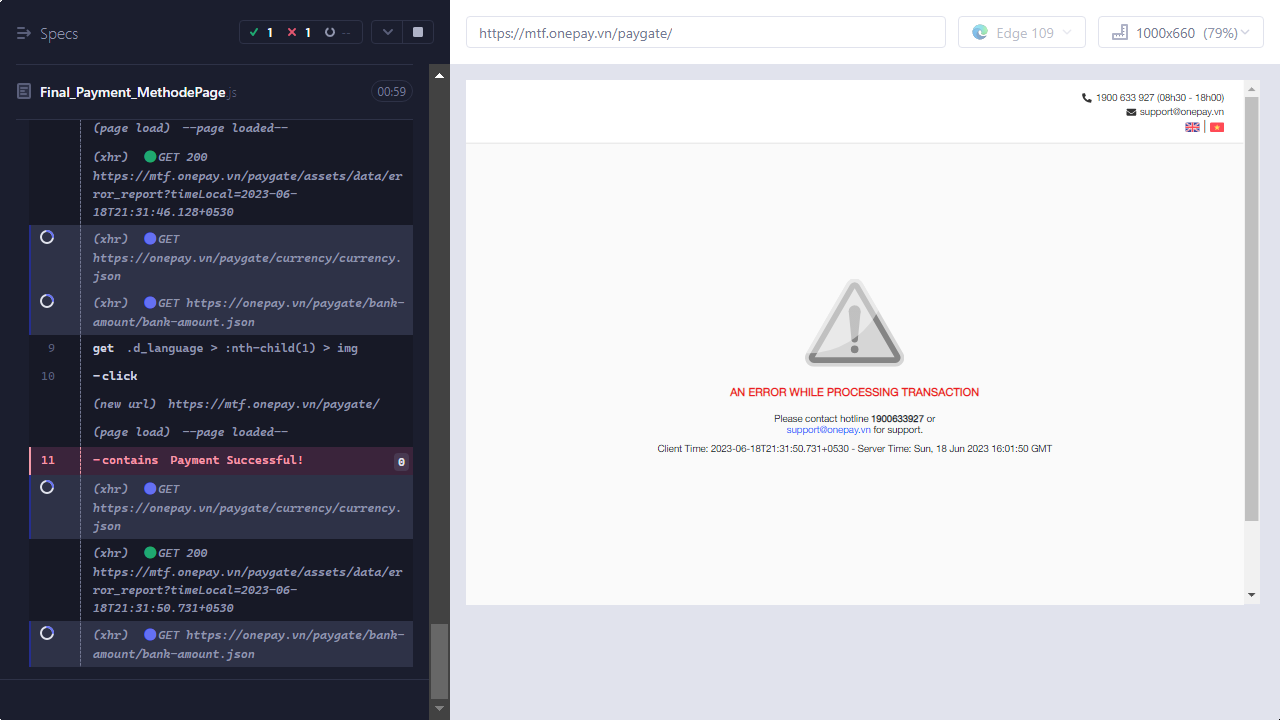 Specs
1
1
--
Final_Payment_MethodePage.js
00:59
(page load) --page loaded--
(xhr) GET 200
https://mtf.onepay.vn/paygate/assets/data/er
ror_report?timeLocal=2023-06-
18T21:31:46.128+0530
(xhr) GET
https://onepay.vn/paygate/currency/currency.
json
(xhr) GET https://onepay.vn/paygate/bank-
amount/bank-amount.json
9 get .d_language > :nth-child(1) > img
10 -click
(new url) https://mtf.onepay.vn/paygate/
(page load) --page loaded--
11 -contains Payment Successful! 0
(xhr) GET
https://onepay.vn/paygate/currency/currency.
json
(xhr) GET 200
https://mtf.onepay.vn/paygate/assets/data/er
ror_report?timeLocal=2023-06-
18T21:31:50.731+0530
(xhr) GET https://onepay.vn/paygate/bank-
amount/bank-amount.json
https://mtf.onepay.vn/paygate/
Edge 109
1000x660 (79%)
1900 633 927 (08h30 - 18h00)
support@onepay.vn
|
AN ERROR WHILE PROCESSING TRANSACTION
Please contact hotline 1900633927 or
support@onepay.vn for support.
Client Time: 2023-06-18T21:31:50.731+0530 - Server Time: Sun, 18 Jun 2023 16:01:50 GMT